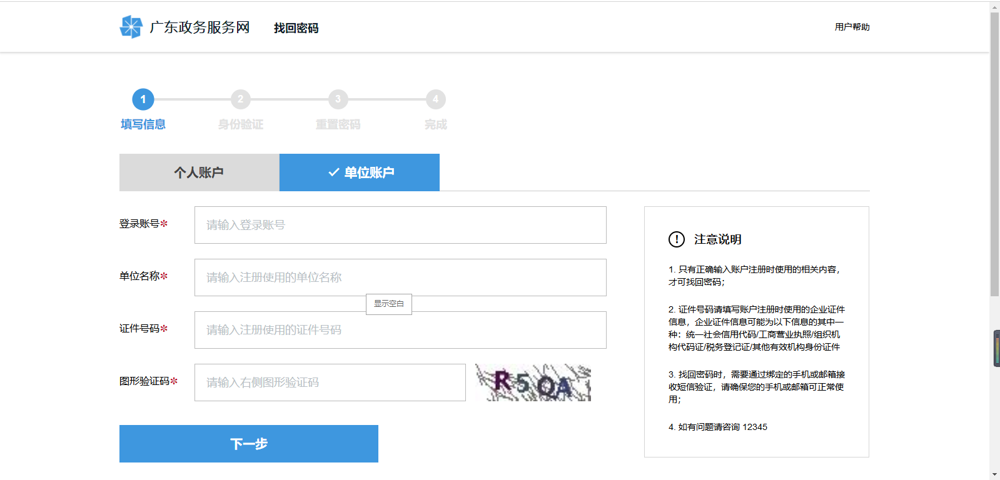 广东政务服务网 找回密码 用户帮助
1 2 3 4
填写信息 身份验证 重置密码 完成
个人账户 单位账户
登录账号* 请输入登录账号
单位名称* 请输入注册使用的单位名称
显示空白
证件号码* 请输入注册使用的证件号码
图形验证码* 请输入右侧图形验证码 R5QA
下一步
注意说明
1. 只有正确输入账户注册时使用的相关内容，
才可找回密码；
2. 证件号码请填写账户注册时使用的企业证件
信息，企业证件信息可能为以下信息的其中一
种：统一社会信用代码/工商营业执照/组织机
构代码证/税务登记证/其他有效机构身份证件
3. 找回密码时，需要通过绑定的手机或邮箱接
收短信验证，请确保您的手机或邮箱可正常使
用；
4. 如有问题请咨询 12345